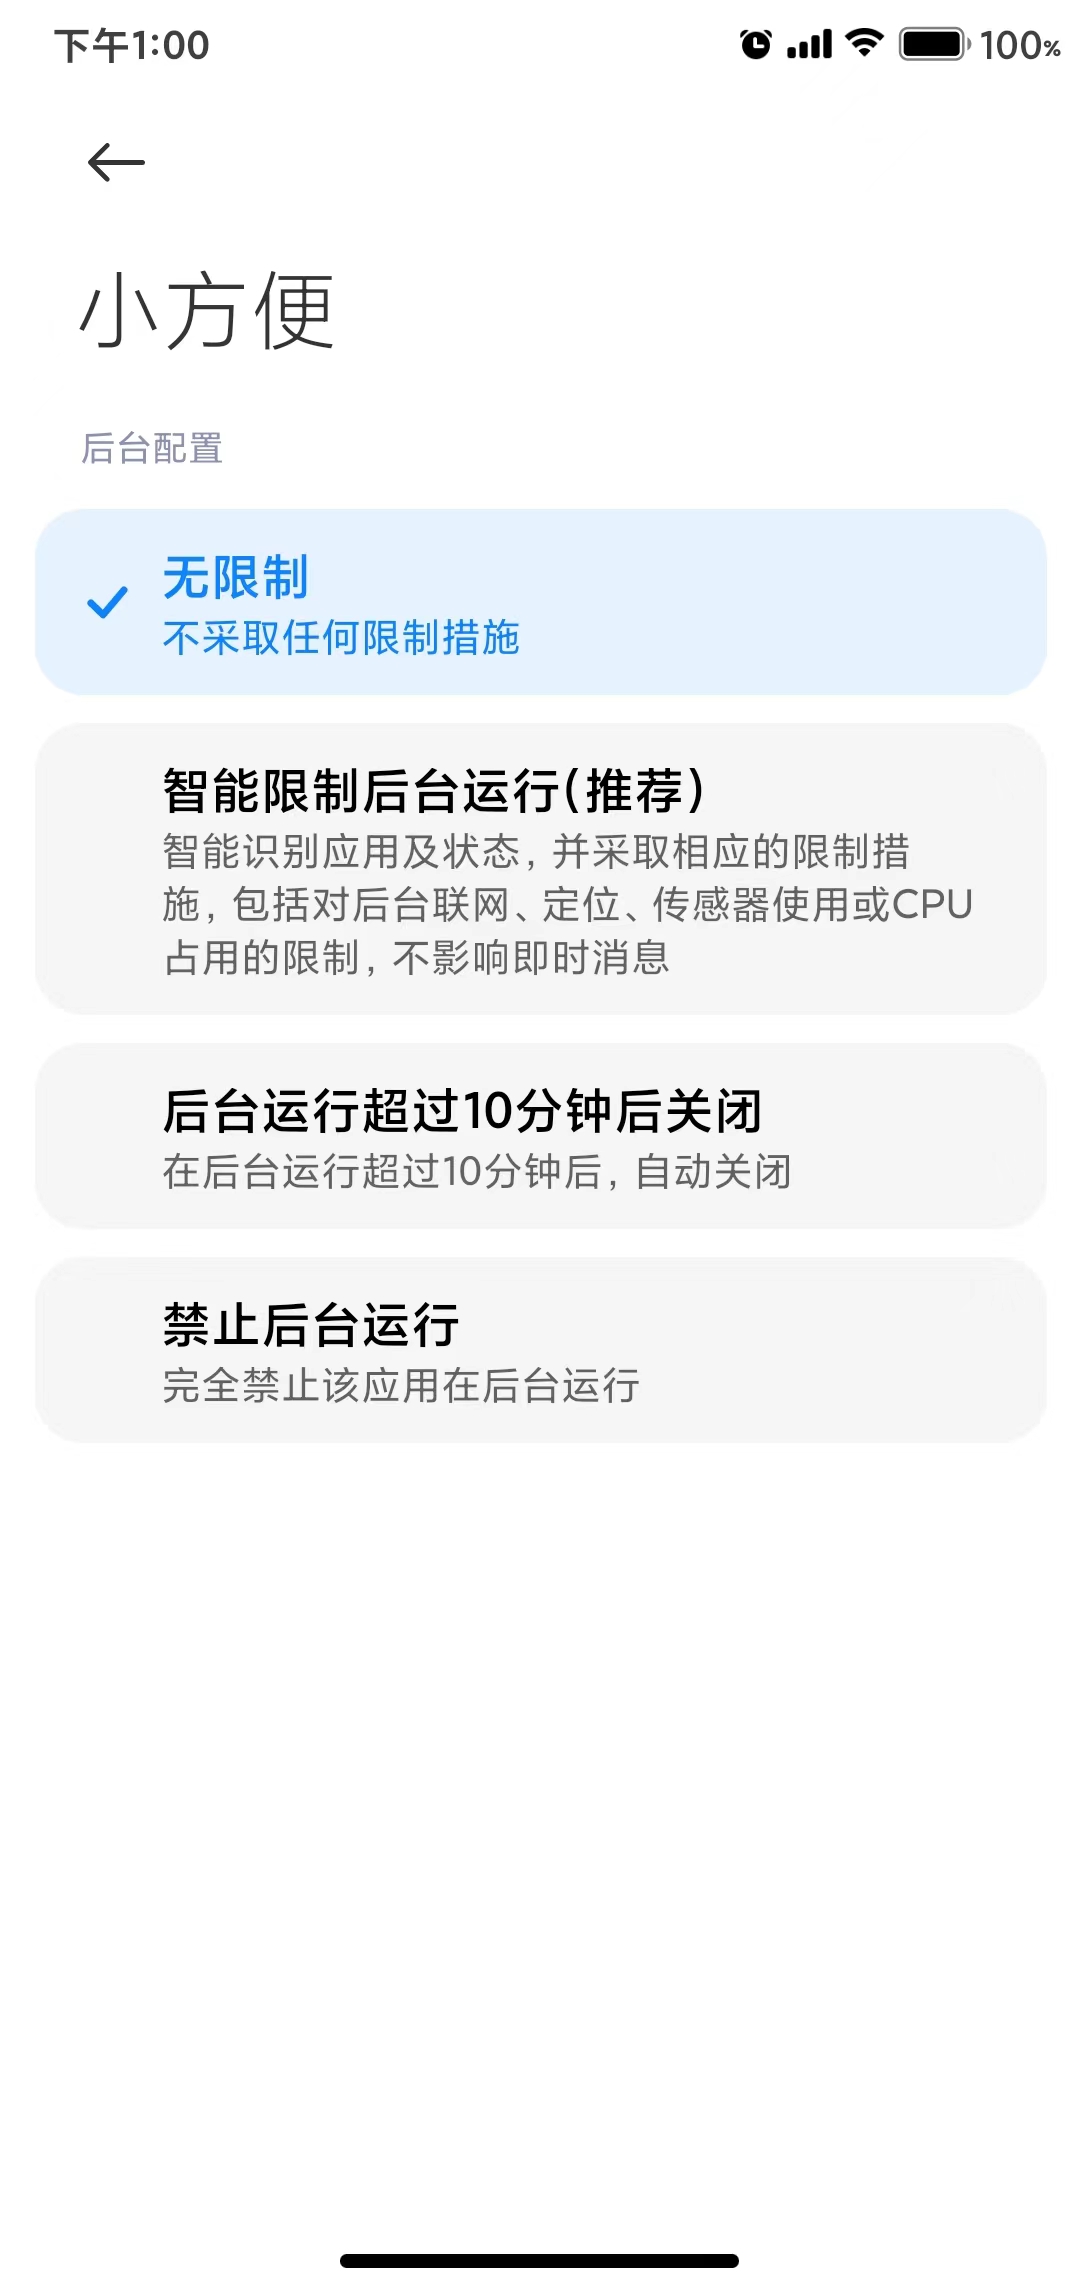 下午1:00
100%
小方便
后台配置
无限制
不采取任何限制措施
智能限制后台运行(推荐)
智能识别应用及状态，并采取相应的限制措
施，包括对后台联网、定位、传感器使用或CPU
占用的限制，不影响即时消息
后台运行超过10分钟后关闭
在后台运行超过10分钟后，自动关闭
禁止后台运行
完全禁止该应用在后台运行